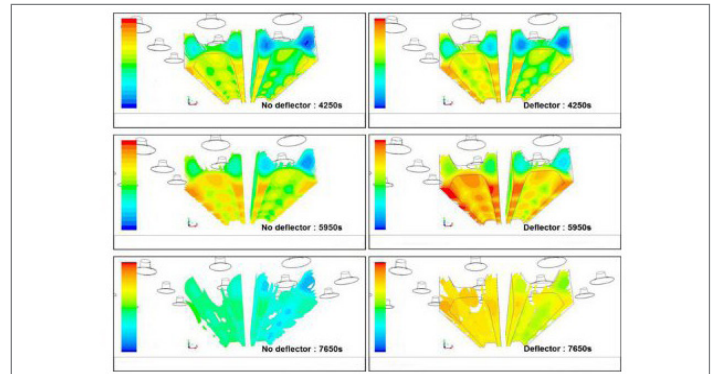 No deflector : 4250s
Deflector : 4250s
No deflector : 5950s
Deflector : 5950s
No deflector : 7650s
Deflector : 7650s